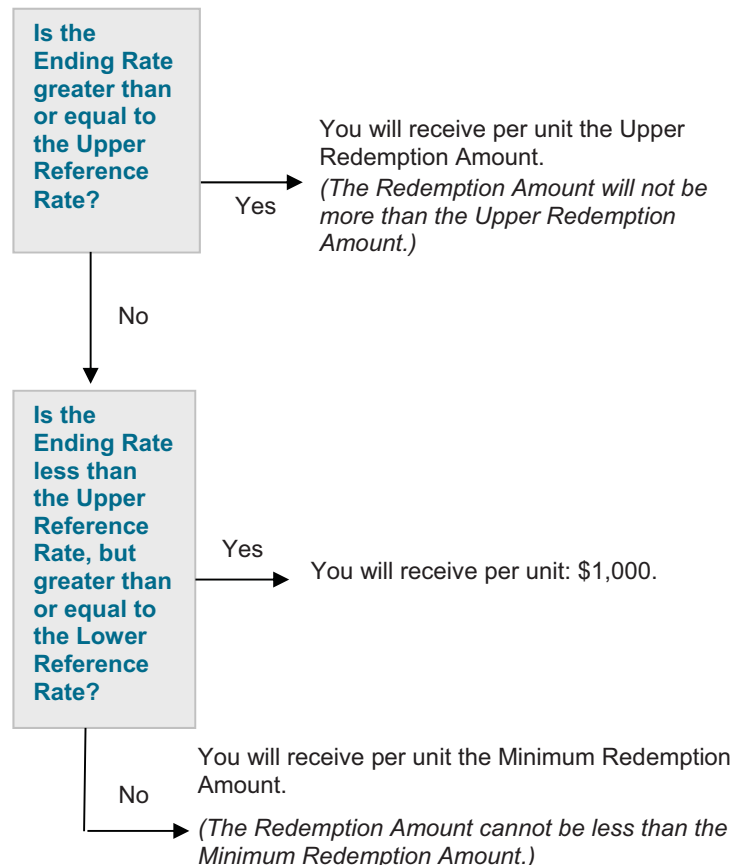 Is the
Ending Rate
greater than
or equal to
the Upper
Reference
Rate?
Yes
You will receive per unit the Upper
Redemption Amount.
(The Redemption Amount will not be
more than the Upper Redemption
Amount.)
No
Is the
Ending Rate
less than
the Upper
Reference
Rate, but
greater than
or equal to
the Lower
Reference
Rate?
Yes
You will receive per unit: $1,000.
No
You will receive per unit the Minimum Redemption
Amount.
(The Redemption Amount cannot be less than the
Minimum Redemption Amount.)